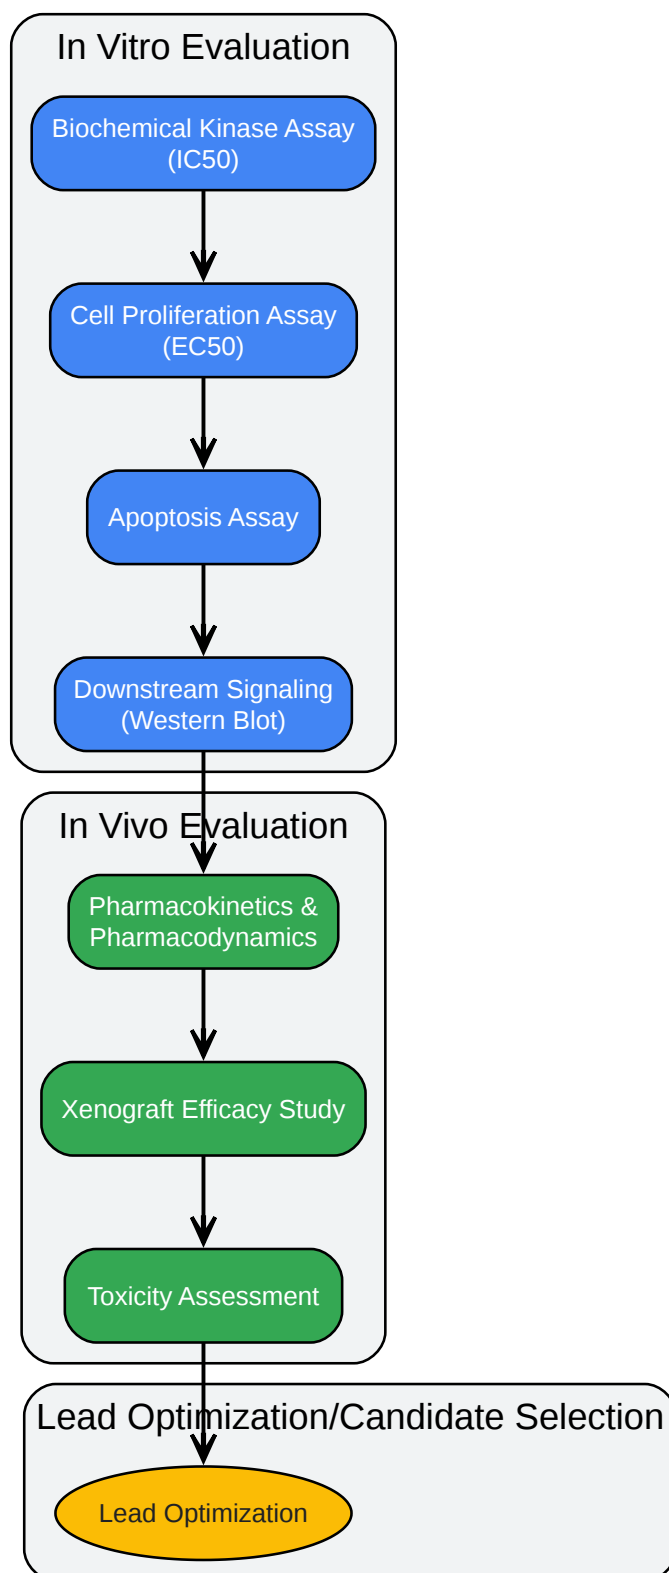 In Vitro Evaluation
Biochemical Kinase Assay
(IC50)
Cell Proliferation Assay
(EC50)
Apoptosis Assay
Downstream Signaling
(Western Blot)
In Vivo Evaluation
Pharmacokinetics &
Pharmacodynamics
Xenograft Efficacy Study
Toxicity Assessment
Lead Optimization/Candidate Selection
Lead Optimization